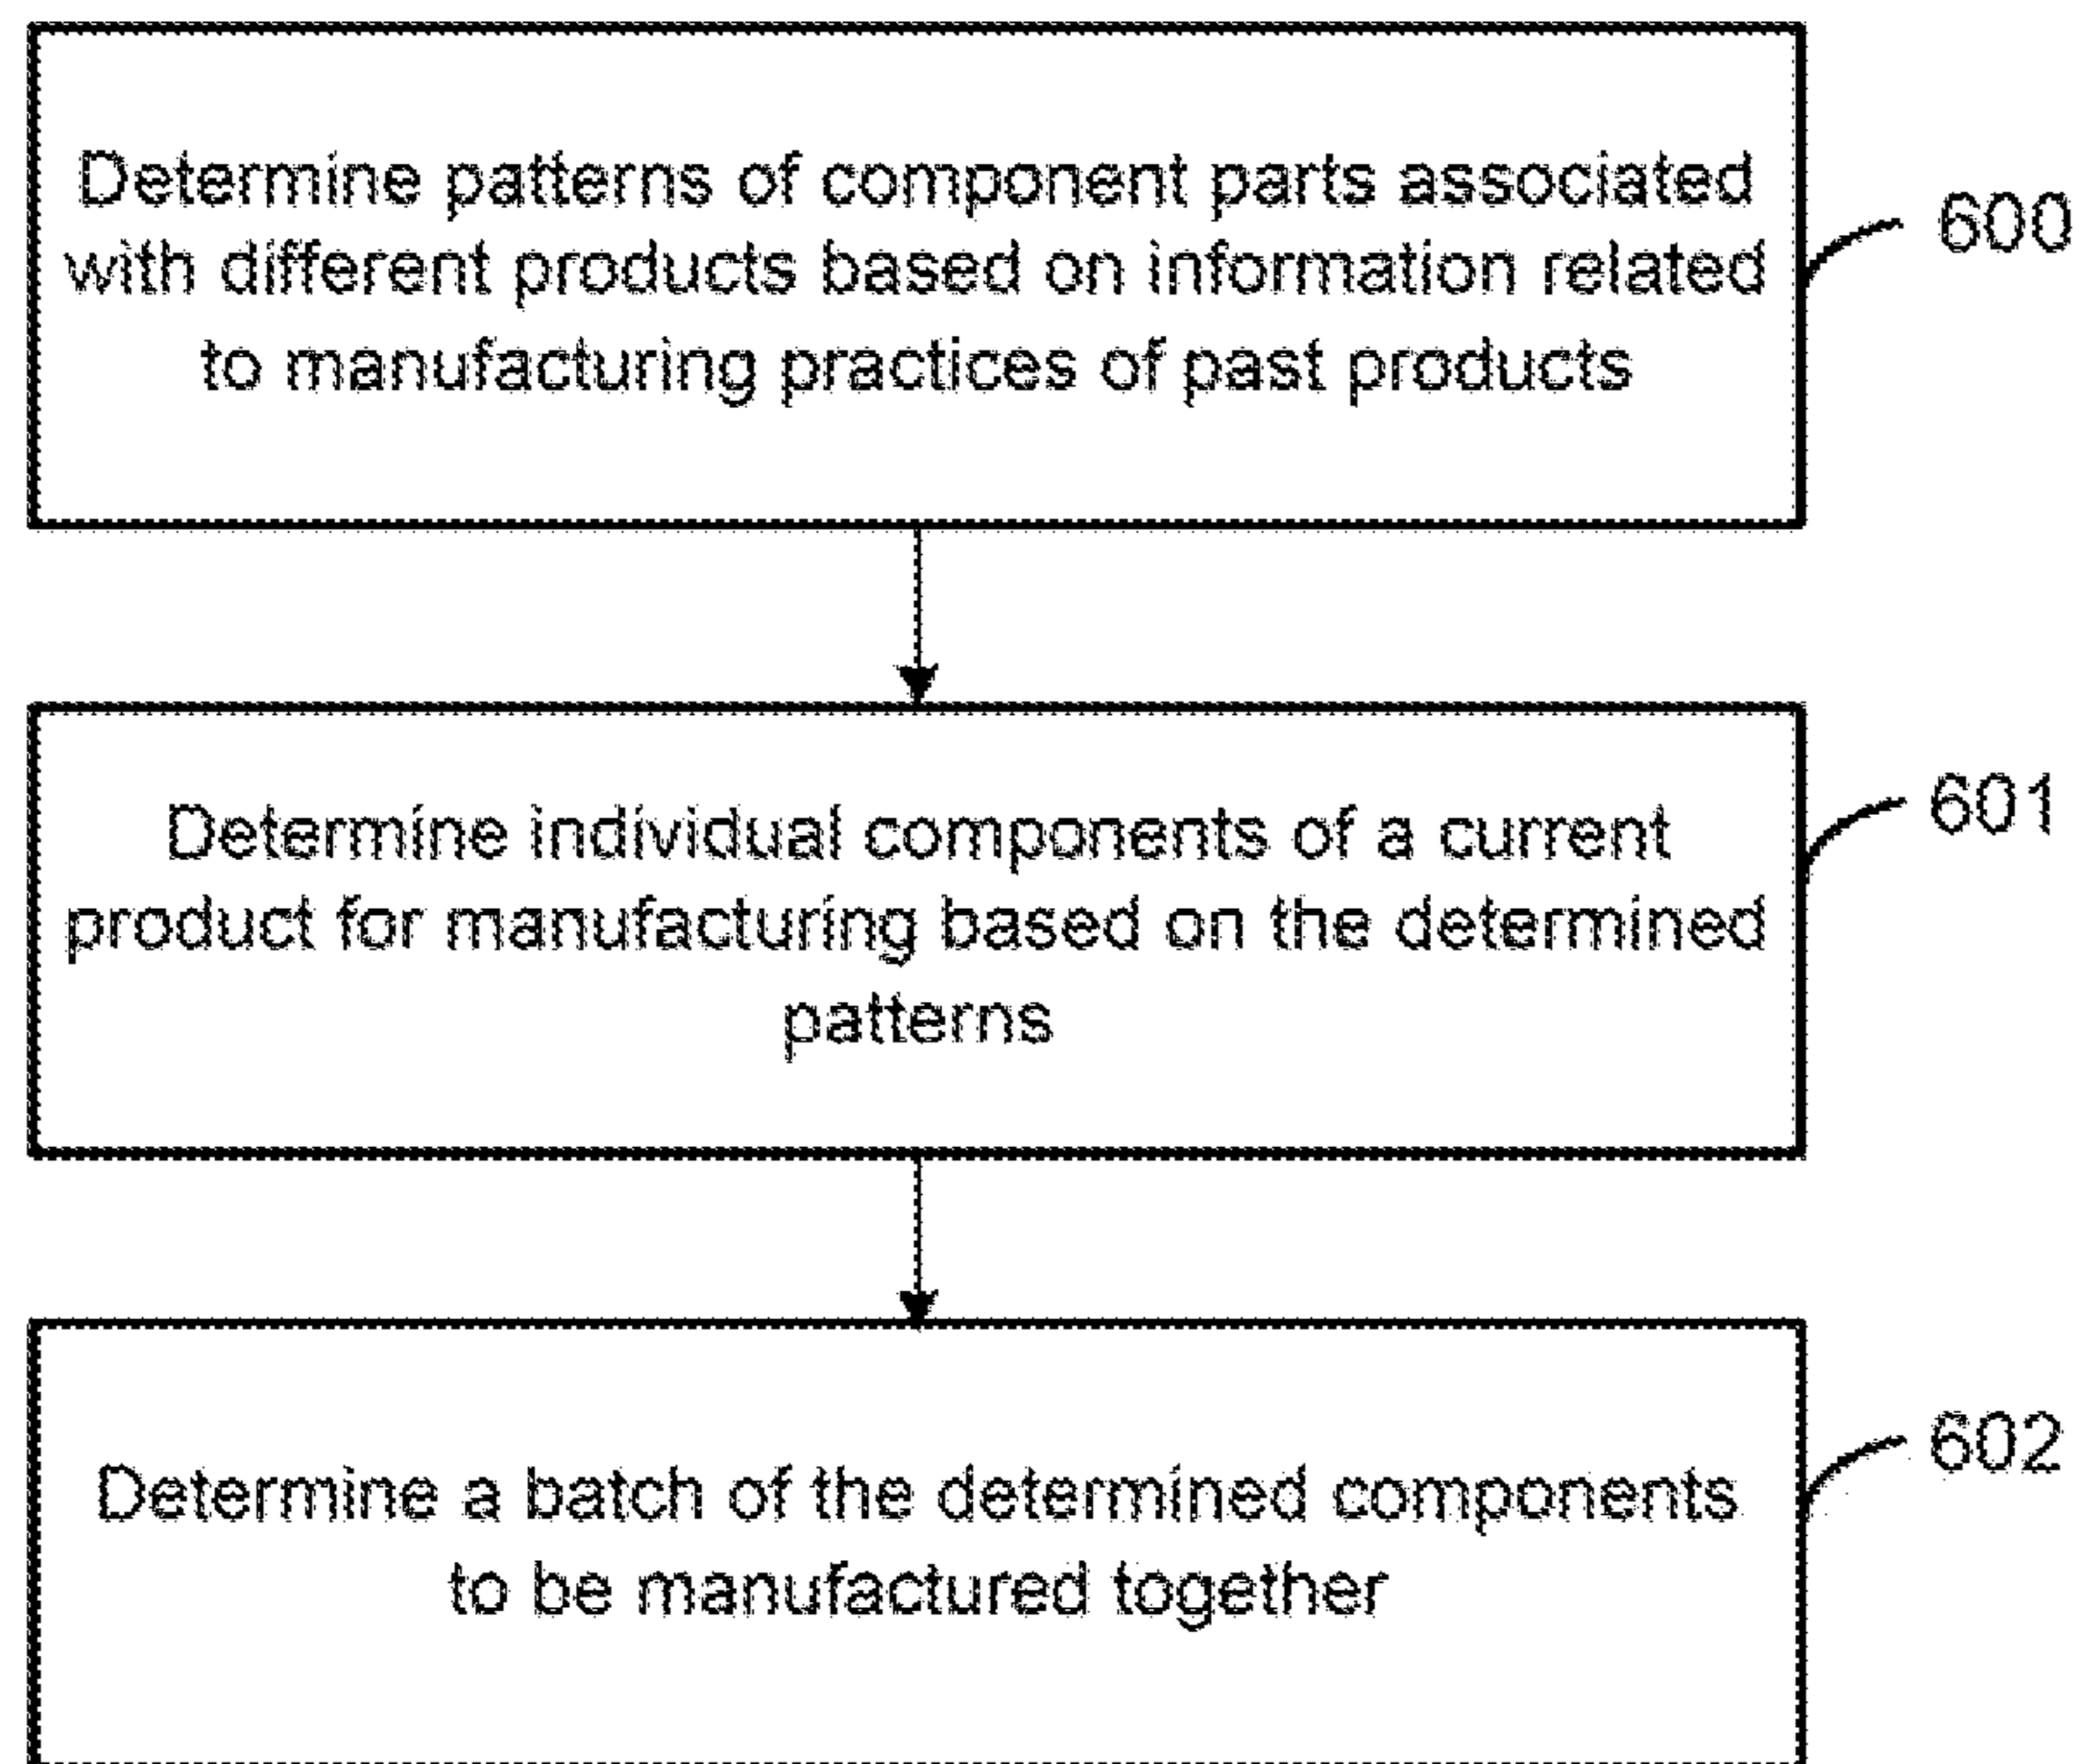 Determine patterns of component parts associated
with different products based on information related
to manufacturing practices of past products
600
Determine individual components of a current
product for manufacturing based on the determined
patterns
601
Determine a batch of the determined components
to be manufactured together
602